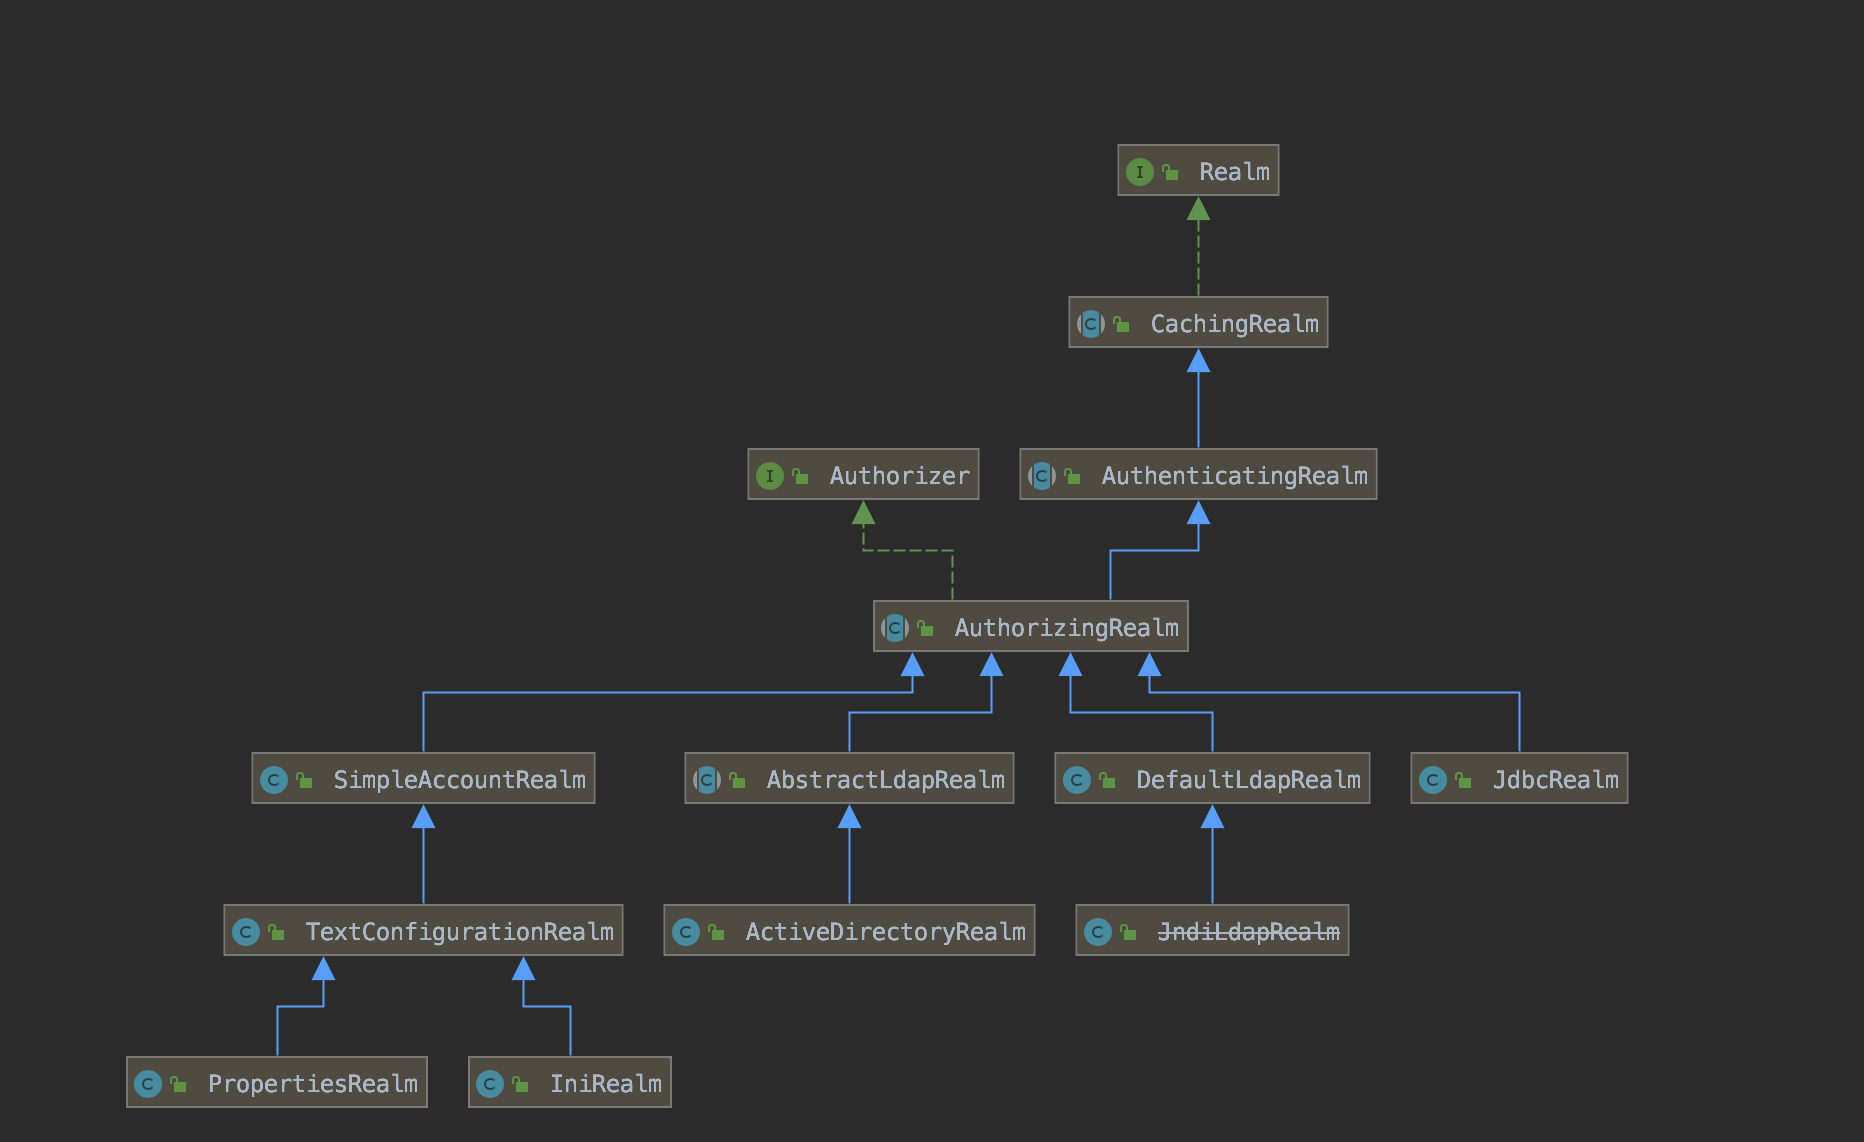 I Realm
C CachingRealm
I Authorizer
C AuthenticatingRealm
C AuthorizingRealm
C SimpleAccountRealm
C AbstractLdapRealm
C DefaultLdapRealm
C JdbcRealm
C TextConfigurationRealm
C ActiveDirectoryRealm
C JndiLdapRealm
C PropertiesRealm
C IniRealm